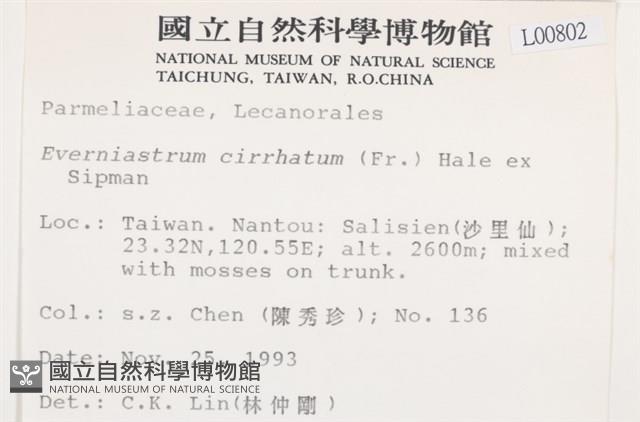 國立自然科學博物館
L00802
NATIONAL MUSEUM OF NATURAL SCIENCE
TAICHUNG, TAIWAN, R.O.CHINA
Parmeliaceae, Lecanorales
Everniastrum cirrhatum (Fr.) Hale ex
Sipman
Loc.: Taiwan. Nantou: Salisien(沙里仙);
23.32N,120.55E; alt. 2600m; mixed
with mosses on trunk.
Col.: s.z. Chen (陳秀珍); No. 136
Date: Nov. 25, 1993
國立自然科學博物館
NATIONAL MUSEUM OF NATURAL SCIENCE
Det.: C.K. Lin(林仲剛)